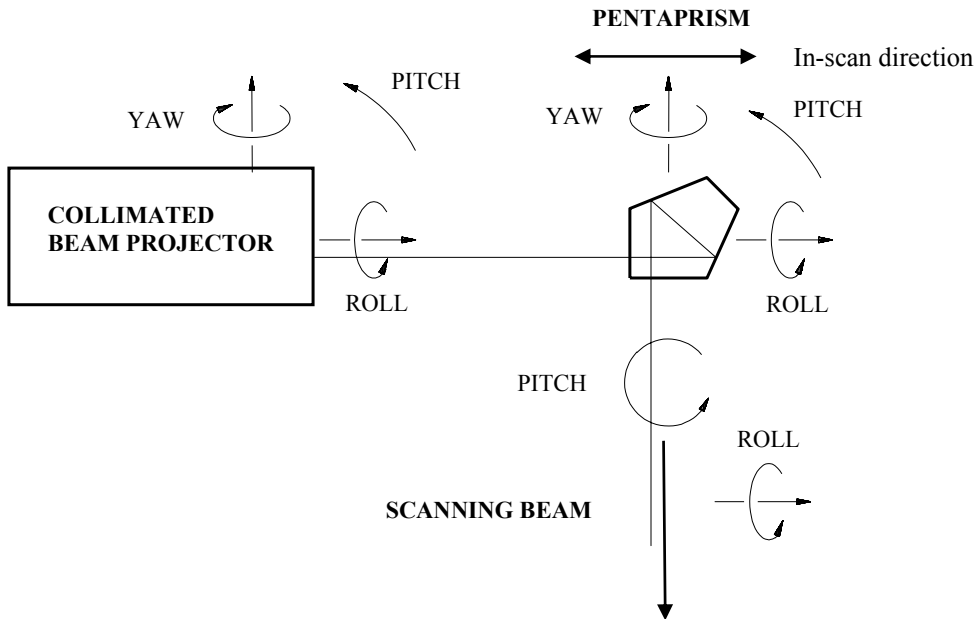 PENTAPRISM
In-scan direction
PITCH
YAW
YAW
PITCH
COLLIMATED
BEAM PROJECTOR
ROLL
ROLL
PITCH
ROLL
SCANNING BEAM